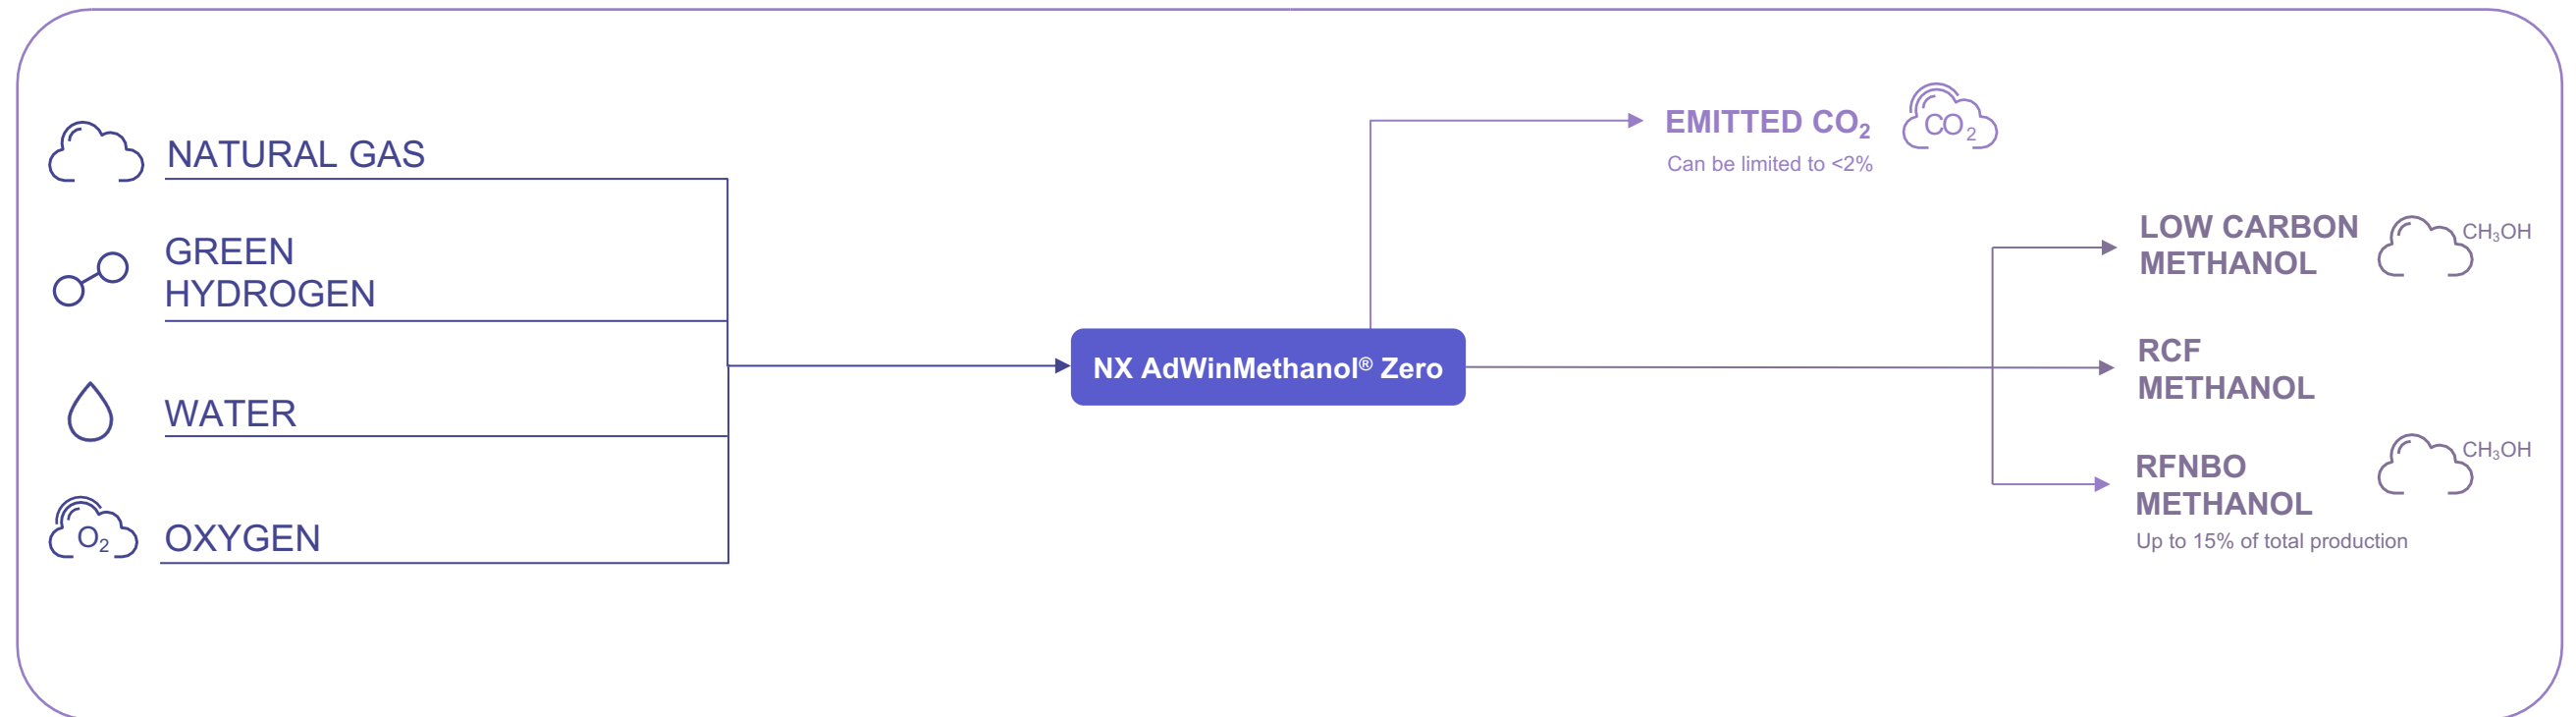 NATURAL GAS
GREEN
HYDROGEN
WATER
O₂
OXYGEN
NX AdWinMethanol® Zero
EMITTED CO₂
CO₂
Can be limited to <2%
LOW CARBON
METHANOL
CH₃OH
RCF
METHANOL
RFNBO
METHANOL
CH₃OH
Up to 15% of total production